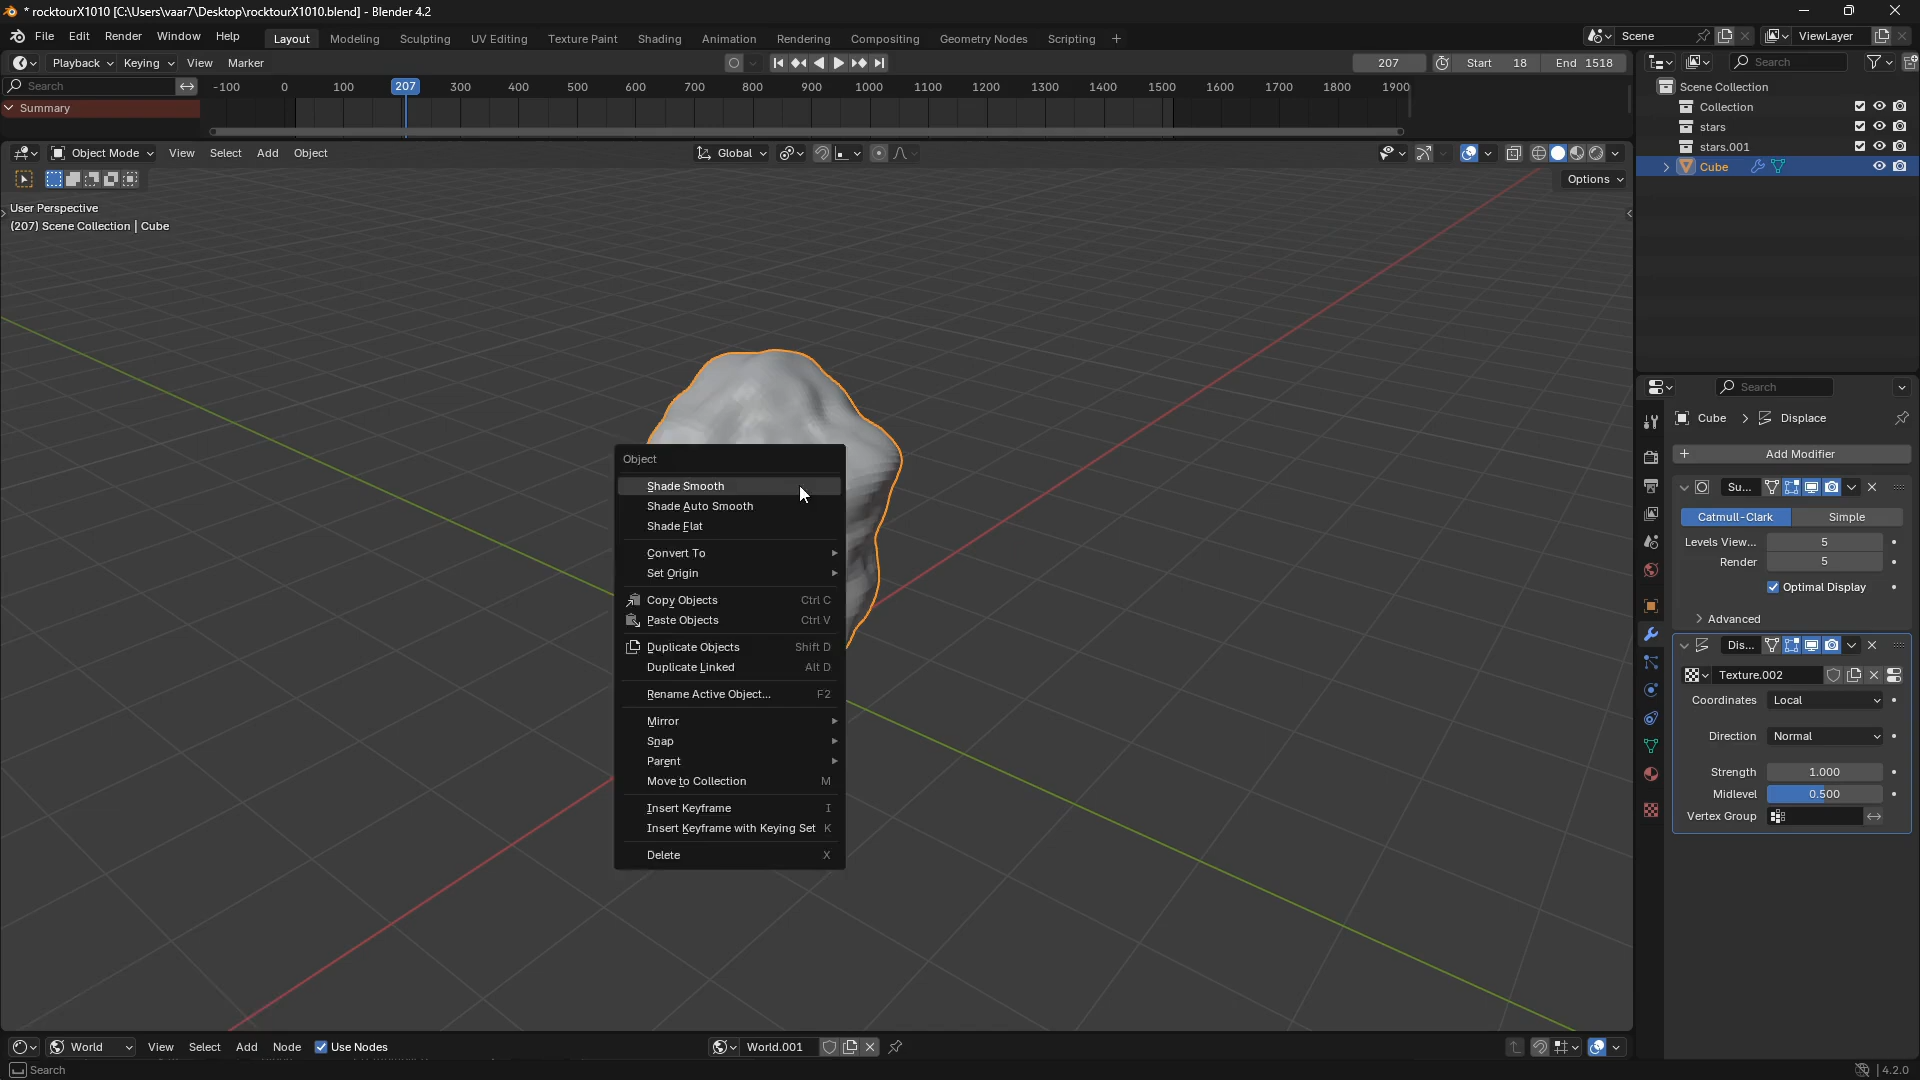 * rocktourX1010 [C:\Users\vaar7\Desktop\rocktourX1010.blend] - Blender 4.2
File Edit Render Window Help Layout Modeling Sculpting UV Editing Texture Paint Shading Animation Rendering Compositing Geometry Nodes Scripting + Scene ViewLayer
Playback Keying View Marker 207 Start 18 End 1518 Search
Search -100 0 100 207 300 400 500 600 700 800 900 1000 1100 1200 1300 1400 1500 1600 1700 1800 1900
Summary
Scene Collection
Collection
stars
stars.001
Cube
Object Mode View Select Add Object Global
Options
User Perspective
(207) Scene Collection | Cube
Object
Shade Smooth
Shade Auto Smooth
Shade Flat
Convert To
Set Origin
Copy Objects Ctrl C
Paste Objects Ctrl V
Duplicate Objects Shift D
Duplicate Linked Alt D
Rename Active Object... F2
Mirror
Snap
Parent
Move to Collection M
Insert Keyframe I
Insert Keyframe with Keying Set K
Delete X
Search
Cube Displace
+ Add Modifier
Su...
Catmull-Clark Simple
Levels View... 5
Render 5
Optimal Display
Advanced
Dis...
Texture.002
Coordinates Local
Direction Normal
Strength 1.000
Midlevel 0.500
Vertex Group
World View Select Add Node Use Nodes World.001
Search 4.2.0